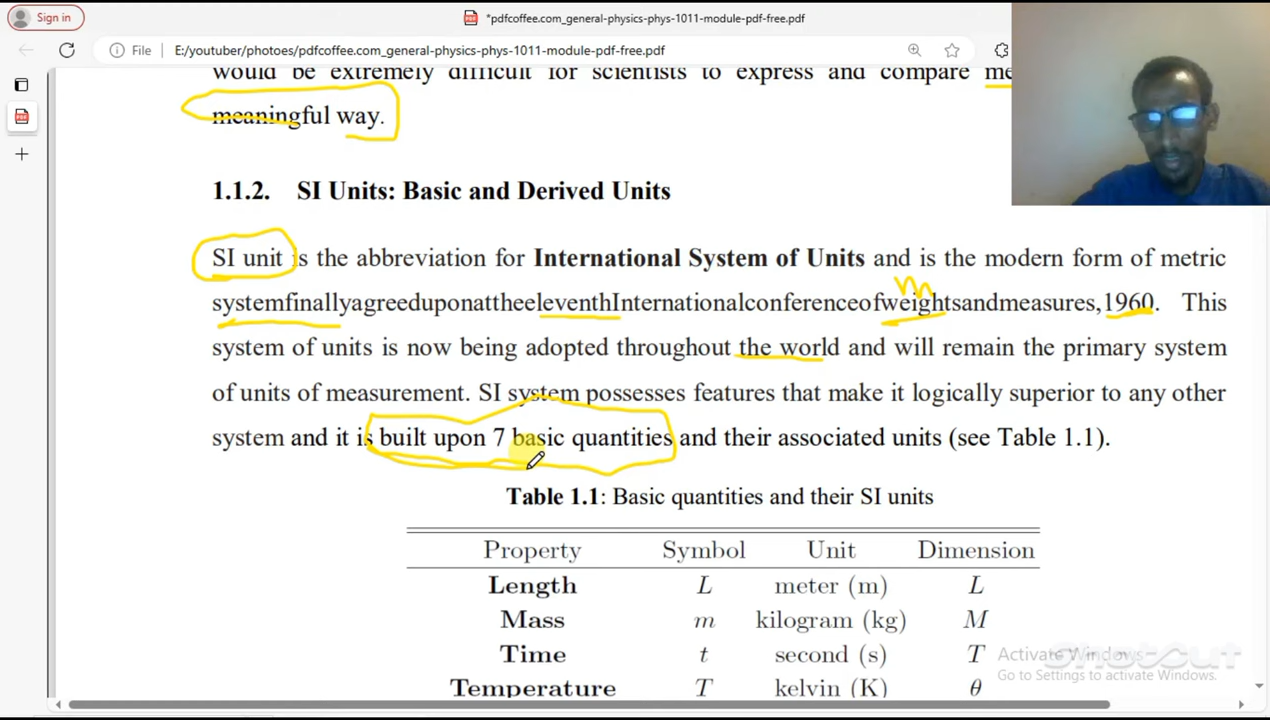 Sign in
*pdfcoffee.com_general-physics-phys-1011-module-pdf-free.pdf
File E:/youtuber/photoes/pdfcoffee.com_general-physics-phys-1011-module-pdf-free.pdf
would be extremely difficult for scientists to express and compare
meaningful way.
1.1.2. SI Units: Basic and Derived Units
SI unit is the abbreviation for International System of Units and is the modern form of metric
m
systemfinallyagreeduponattheeleventhInternationalconferenceofweightsandmeasures,1960. This
system of units is now being adopted throughout the world and will remain the primary system
of units of measurement. SI system possesses features that make it logically superior to any other
system and it is built upon 7 basic quantities and their associated units (see Table 1.1).
Table 1.1: Basic quantities and their SI units
Property Symbol Unit Dimension
Length L meter (m) L
Mass m kilogram (kg) M
Time t second (s) T
Temperature T kelvin (K) θ
Activate Windows
Go to Settings to activate Windows.
Shotcut